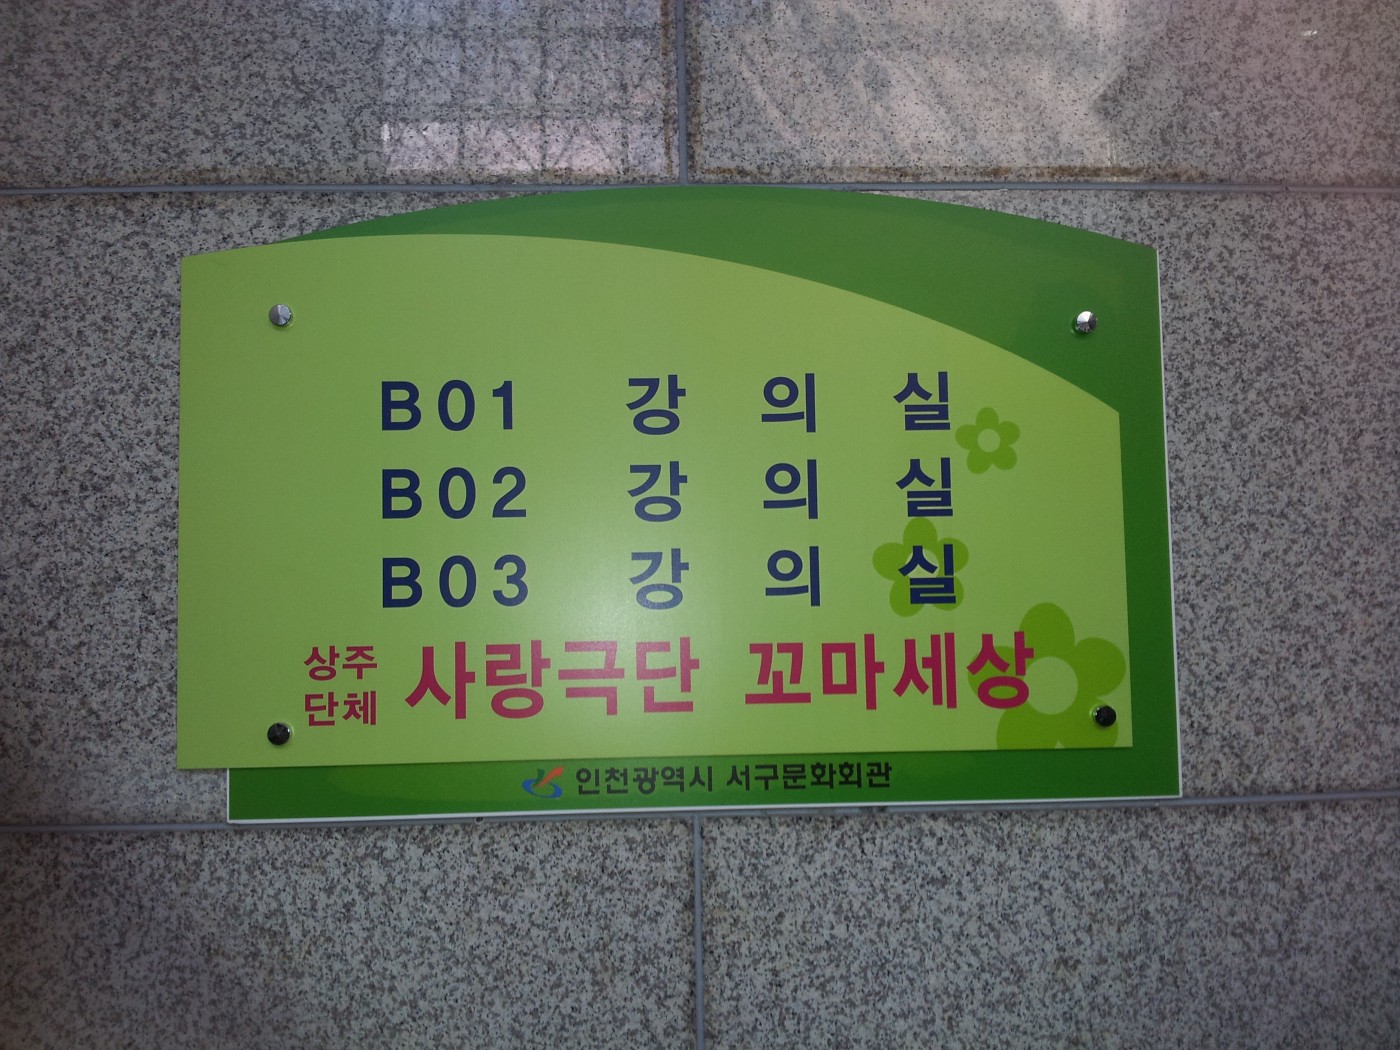 B01 강 의 실
B02 강 의 실
B03 강 의 실
상주
단체
사랑극단 꼬마세상
인천광역시 서구문화회관